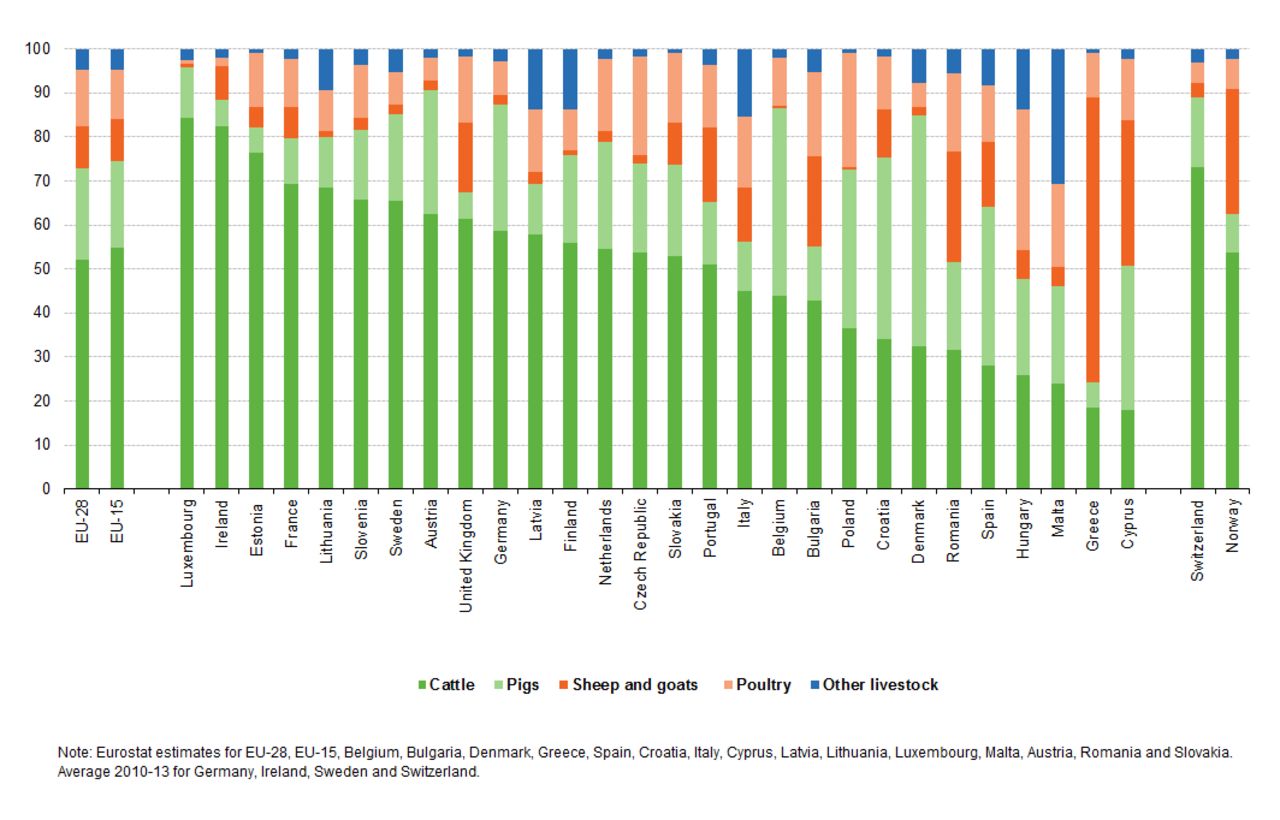 100
90
80
70
60
50
40
30
20
10
0
EU-28
EU-15
Luxembourg
Ireland
Estonia
France
Lithuania
Slovenia
Sweden
Austria
United Kingdom
Germany
Latvia
Finland
Netherlands
Czech Republic
Slovakia
Portugal
Italy
Belgium
Bulgaria
Poland
Croatia
Denmark
Romania
Spain
Hungary
Malta
Greece
Cyprus
Switzerland
Norway
Cattle Pigs Sheep and goats Poultry Other livestock
Note: Eurostat estimates for EU-28, EU-15, Belgium, Bulgaria, Denmark, Greece, Spain, Croatia, Italy, Cyprus, Latvia, Lithuania, Luxembourg, Malta, Austria, Romania and Slovakia.
Average 2010-13 for Germany, Ireland, Sweden and Switzerland.